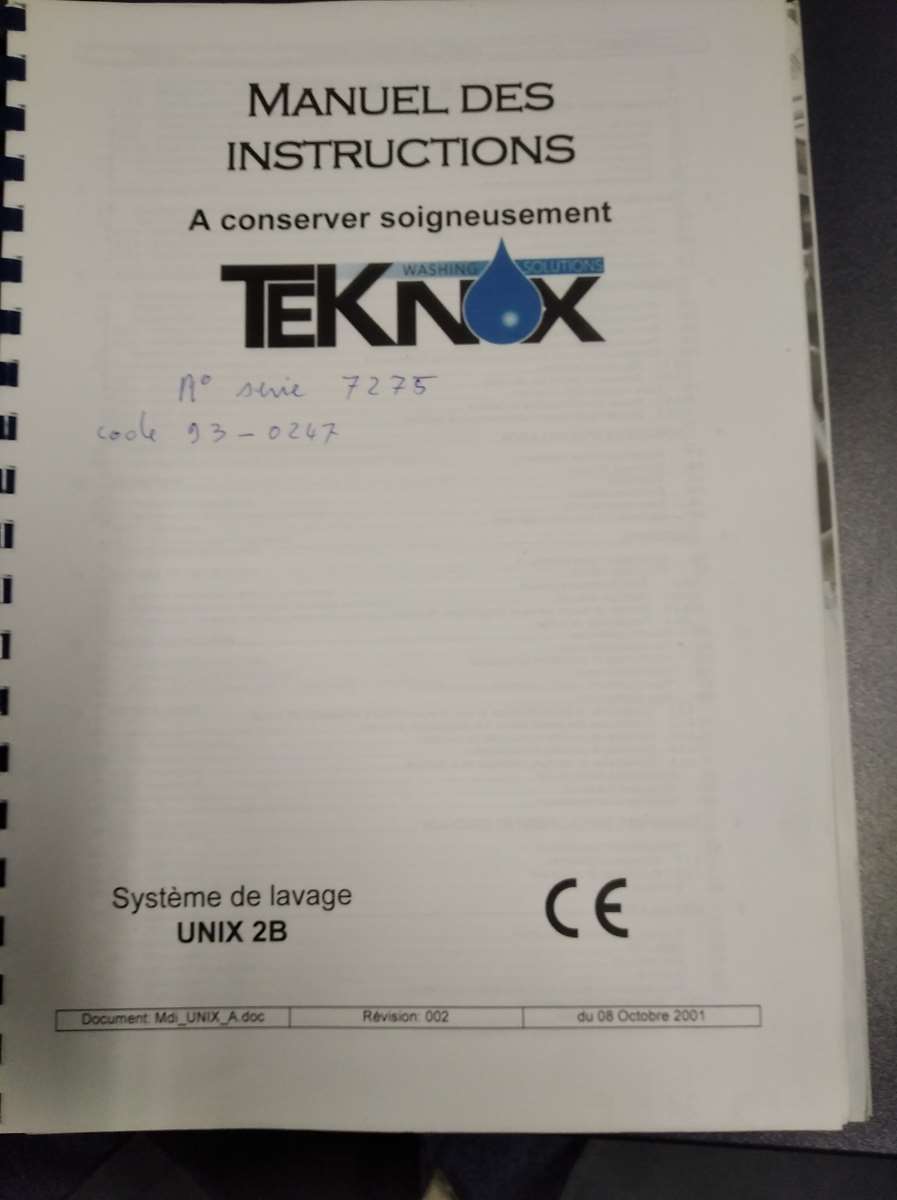 MANUEL DES
INSTRUCTIONS
A conserver soigneusement
WASHING SOLUTIONS
TEKNOX
N° série 7275
code 93-0247
Système de lavage
UNIX 2B
CE
Document: Mdi_UNIX_A.doc Révision: 002 du 08 Octobre 2001